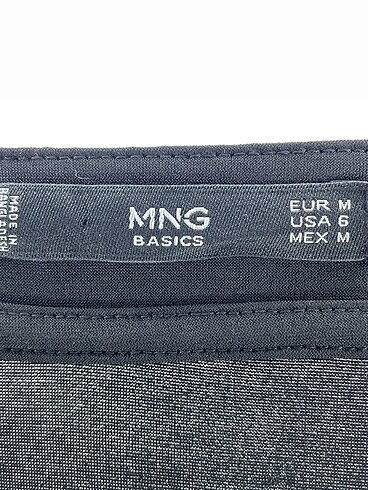 MADE IN
BANGLADESH
MNG
BASICS
EUR M
USA 6
MEX M